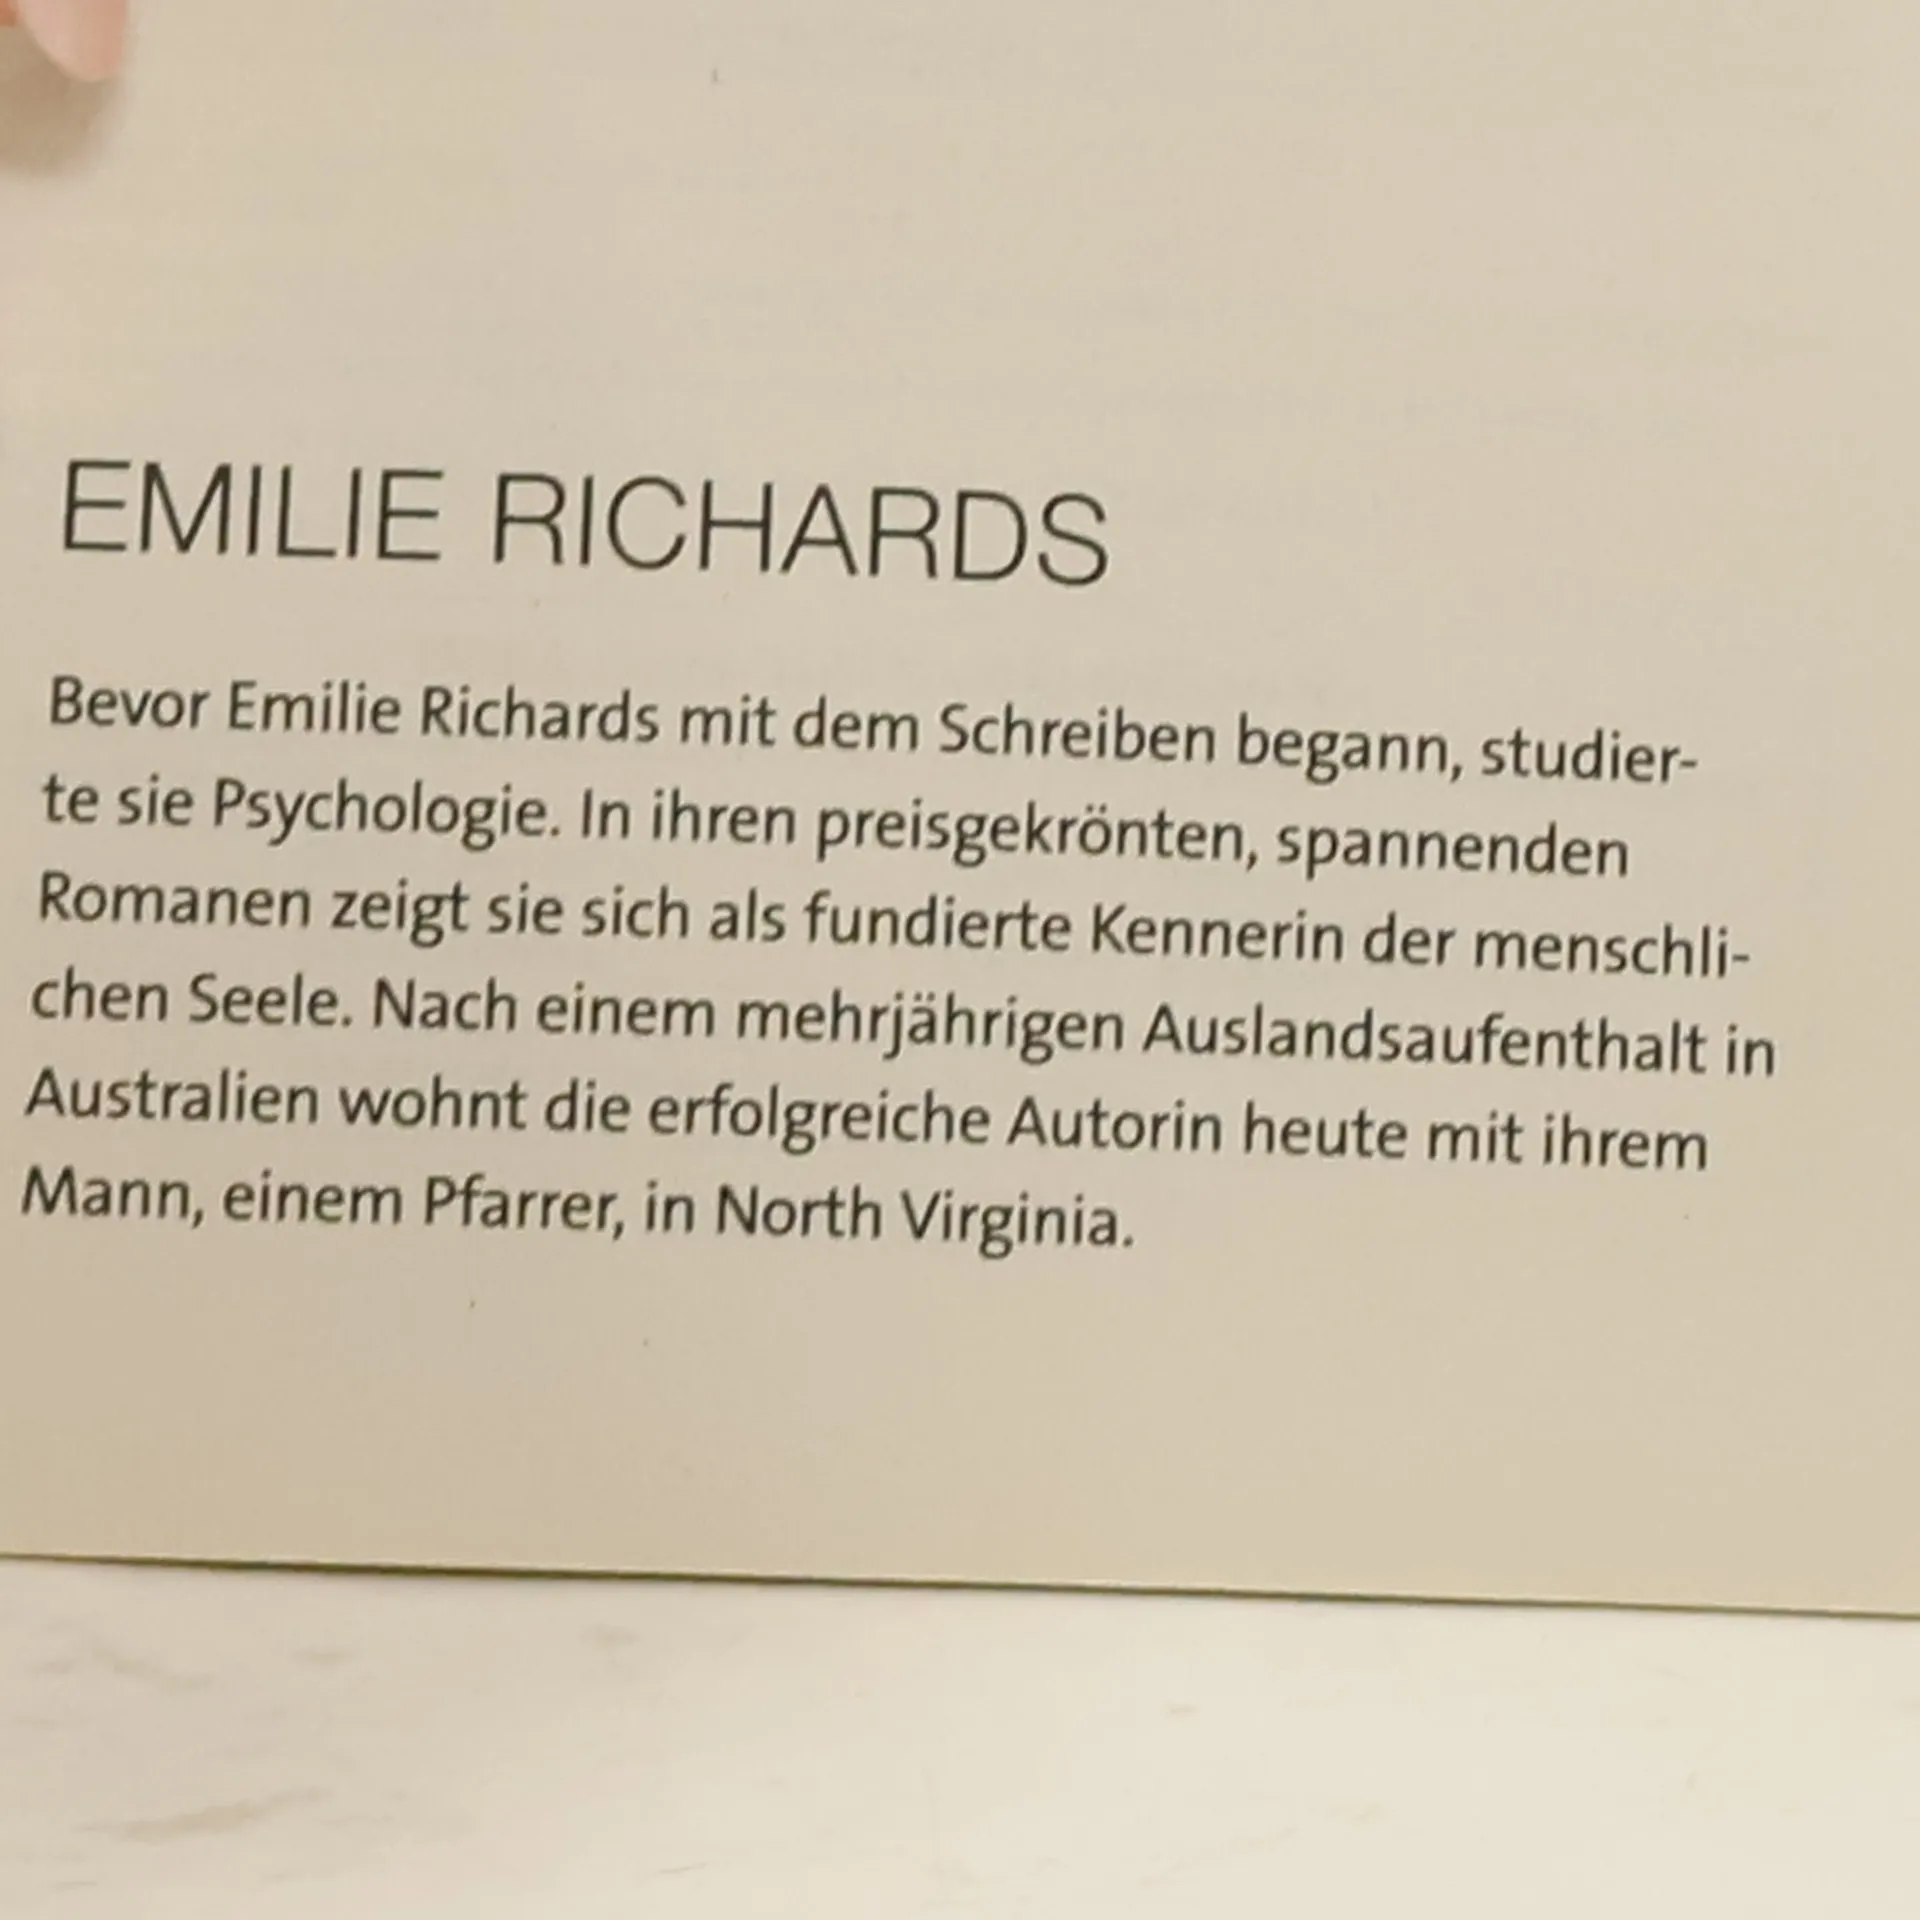 EMILIE RICHARDS
Bevor Emilie Richards mit dem Schreiben begann, studier-
te sie Psychologie. In ihren preisgekrönten, spannenden
Romanen zeigt sie sich als fundierte Kennerin der menschli-
chen Seele. Nach einem mehrjährigen Auslandsaufenthalt in
Australien wohnt die erfolgreiche Autorin heute mit ihrem
Mann, einem Pfarrer, in North Virginia.